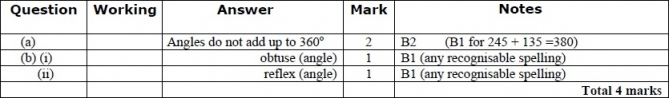 Question Working Answer Mark Notes
(a) Angles do not add up to 360° 2 B2 (B1 for 245 + 135 =380)
(b) (i) obtuse (angle) 1 B1 (any recognisable spelling)
(ii) reflex (angle) 1 B1 (any recognisable spelling)
Total 4 marks